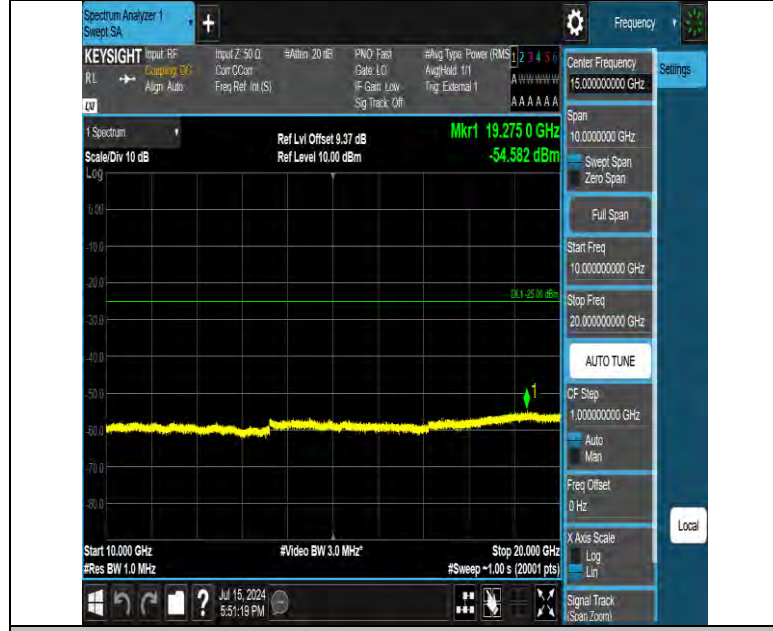 Spectrum Analyzer 1
Swept SA
Frequency
KEYSIGHT
RL
Input: RF
Coupling: DC
Align: Auto
Input Z: 50 Ω
Corr CCorr
Freq Ref: Int (S)
#Atten: 20 dB
PNO: Fast
Gate: LO
IF Gain: Low
Sig Track: Off
#Avg Type: Power (RMS
Avg|Hold: 1/1
Trig: External 1
1 2 3 4 5 6
A W W W W W
A A A A A A
Settings
1 Spectrum
Scale/Div 10 dB
Log
Ref Lvl Offset 9.37 dB
Ref Level 10.00 dBm
Mkr1 19.275 0 GHz
-54.582 dBm
0.00
-10.0
-20.0
-30.0
-40.0
-50.0
-60.0
-70.0
-80.0
DL1 -25.00 dBm
1
Start 10.000 GHz
#Res BW 1.0 MHz
#Video BW 3.0 MHz*
Stop 20.000 GHz
#Sweep ~1.00 s (20001 pts)
Center Frequency
15.000000000 GHz
Span
10.0000000 GHz
Swept Span
Zero Span
Full Span
Start Freq
10.000000000 GHz
Stop Freq
20.000000000 GHz
AUTO TUNE
CF Step
1.000000000 GHz
Auto
Man
Freq Offset
0 Hz
X Axis Scale
Log
Lin
Signal Track
(Span Zoom)
Local
?
Jul 15, 2024
5:51:19 PM